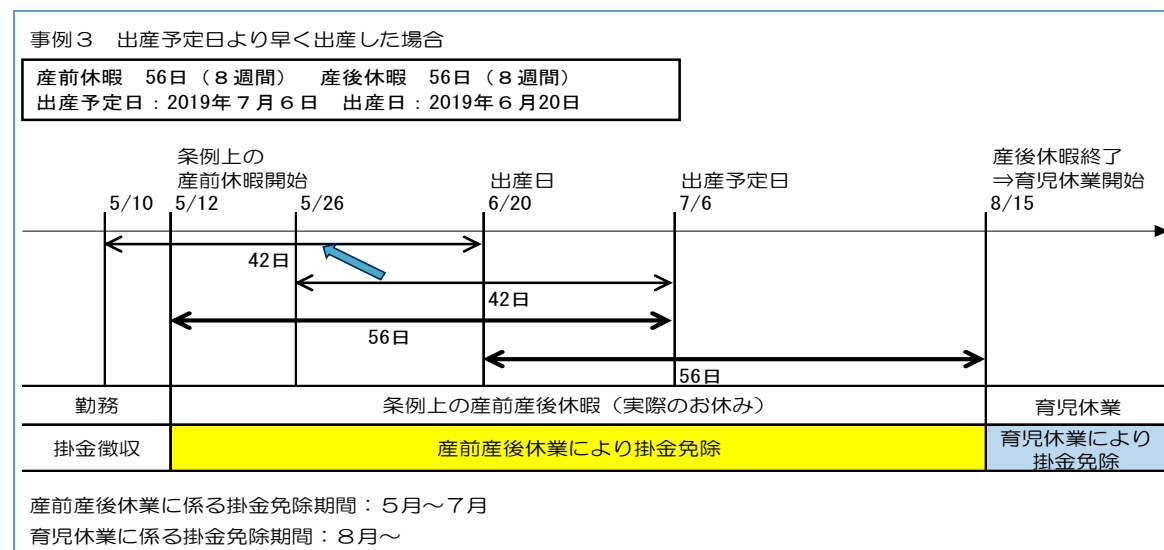 事例３　出産予定日より早く出産した場合
産前休暇　56日（８週間）　産後休暇　56日（８週間）
出産予定日：2019年７月６日　出産日：2019年６月20日
条例上の
産前休暇開始
出産日
出産予定日
産後休暇終了
⇒育児休業開始
5/10
5/12
5/26
6/20
7/6
8/15
42日
42日
56日
56日
勤務
条例上の産前産後休暇（実際のお休み）
育児休業
掛金徴収
産前産後休業により掛金免除
育児休業により
掛金免除
産前産後休業に係る掛金免除期間：５月～７月
育児休業に係る掛金免除期間：８月～